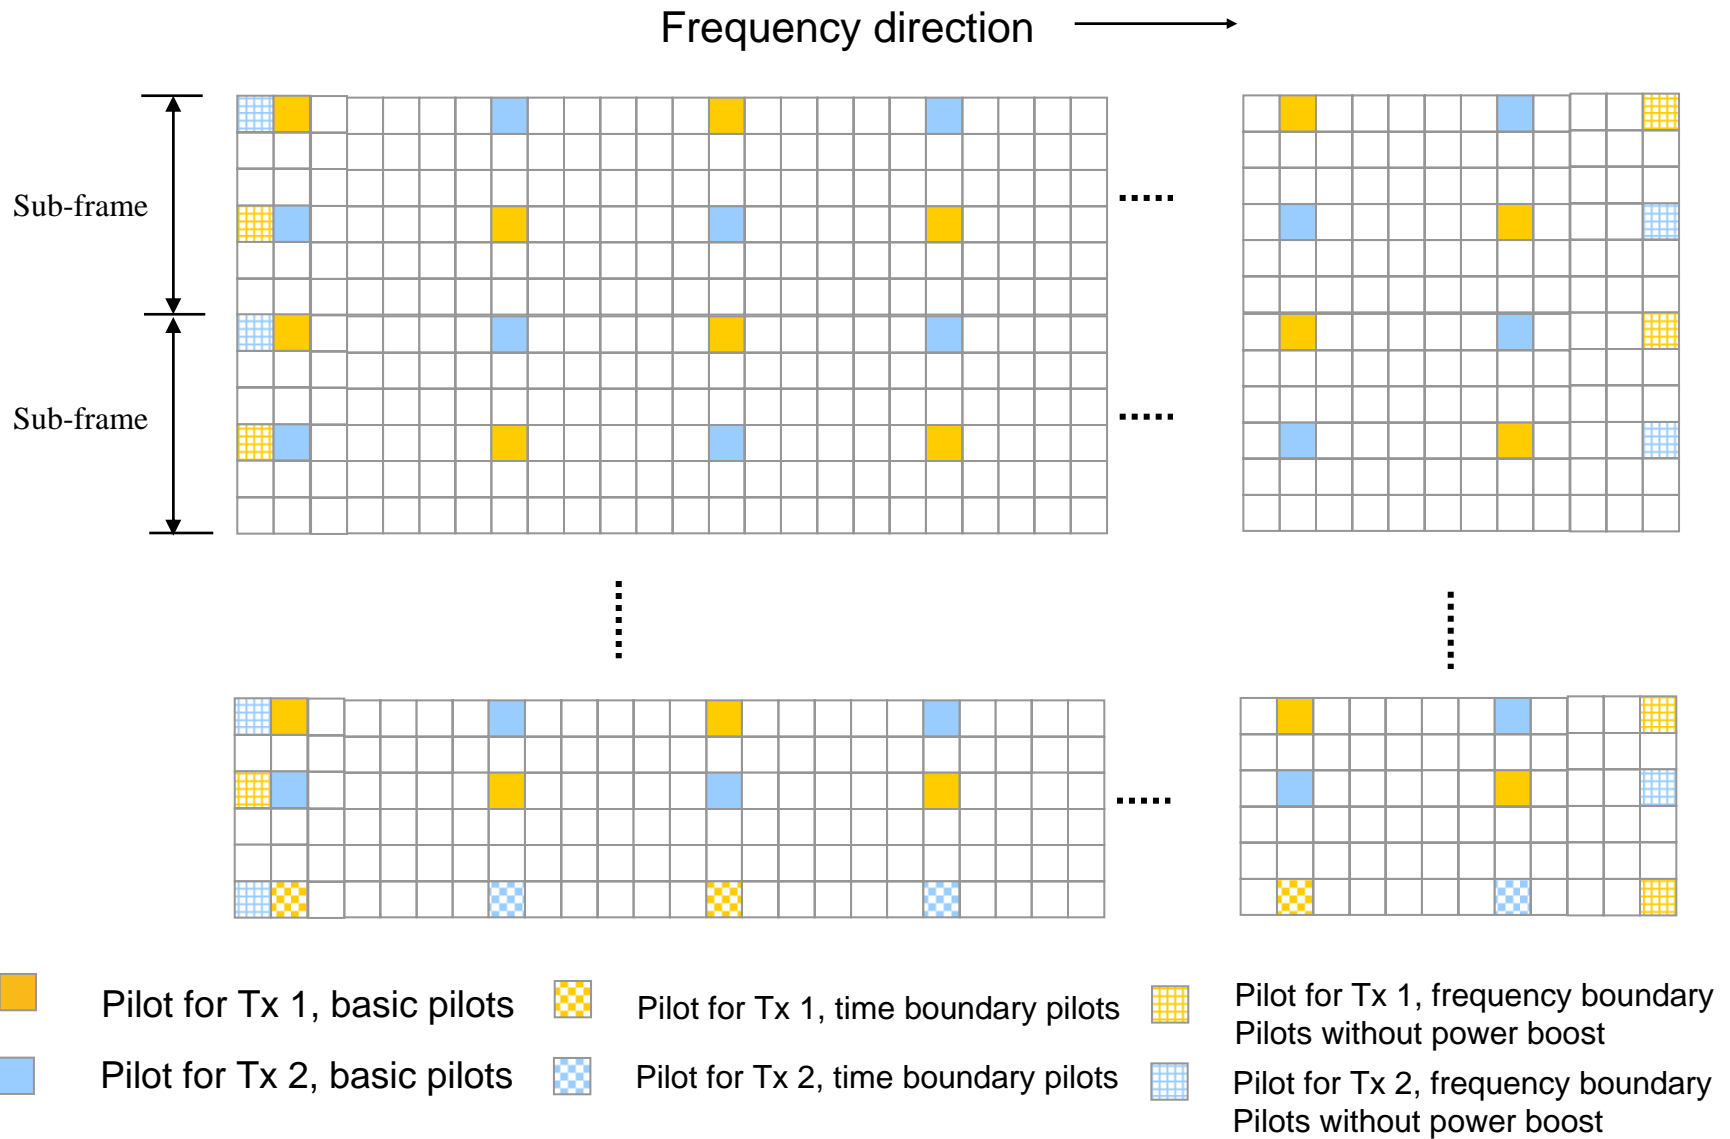 Frequency direction
Sub-frame
Sub-frame
Pilot for Tx 1, basic pilots
Pilot for Tx 1, time boundary pilots
Pilot for Tx 1, frequency boundary
Pilots without power boost
Pilot for Tx 2, basic pilots
Pilot for Tx 2, time boundary pilots
Pilot for Tx 2, frequency boundary
Pilots without power boost